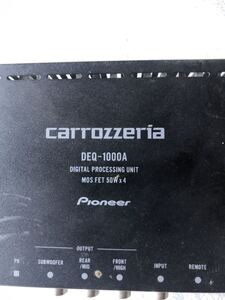 carrozzeria
DEQ-1000A
DIGITAL PROCESSING UNIT
MOS FET 50W x 4
Pioneer
OUTPUT
PN SUBWOOFER REAR/MID FRONT/HIGH INPUT REMOTE